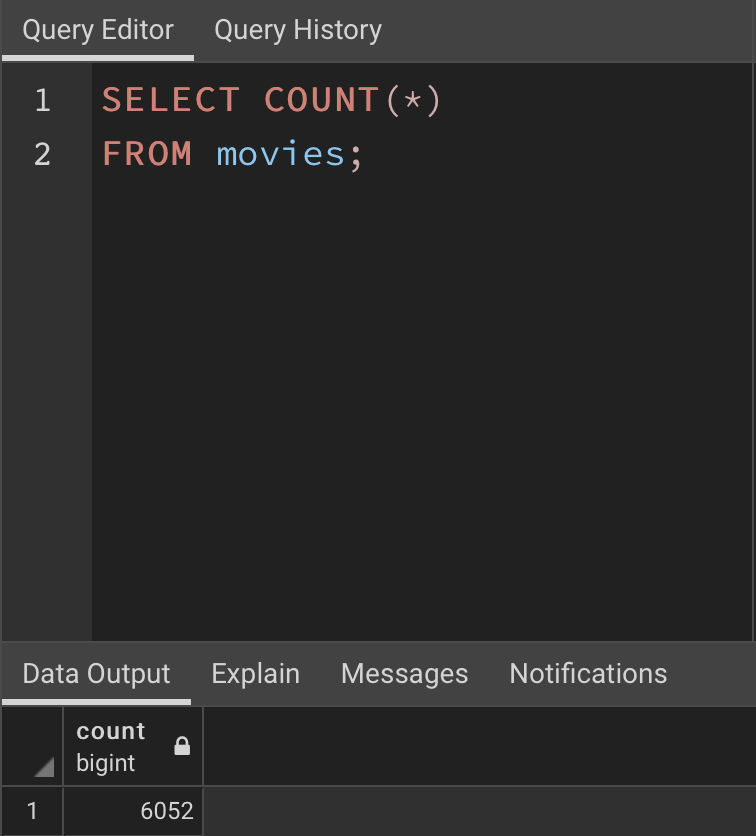 Query Editor Query History
1 SELECT COUNT(*)
2 FROM movies;
Data Output Explain Messages Notifications
count
bigint
1 6052